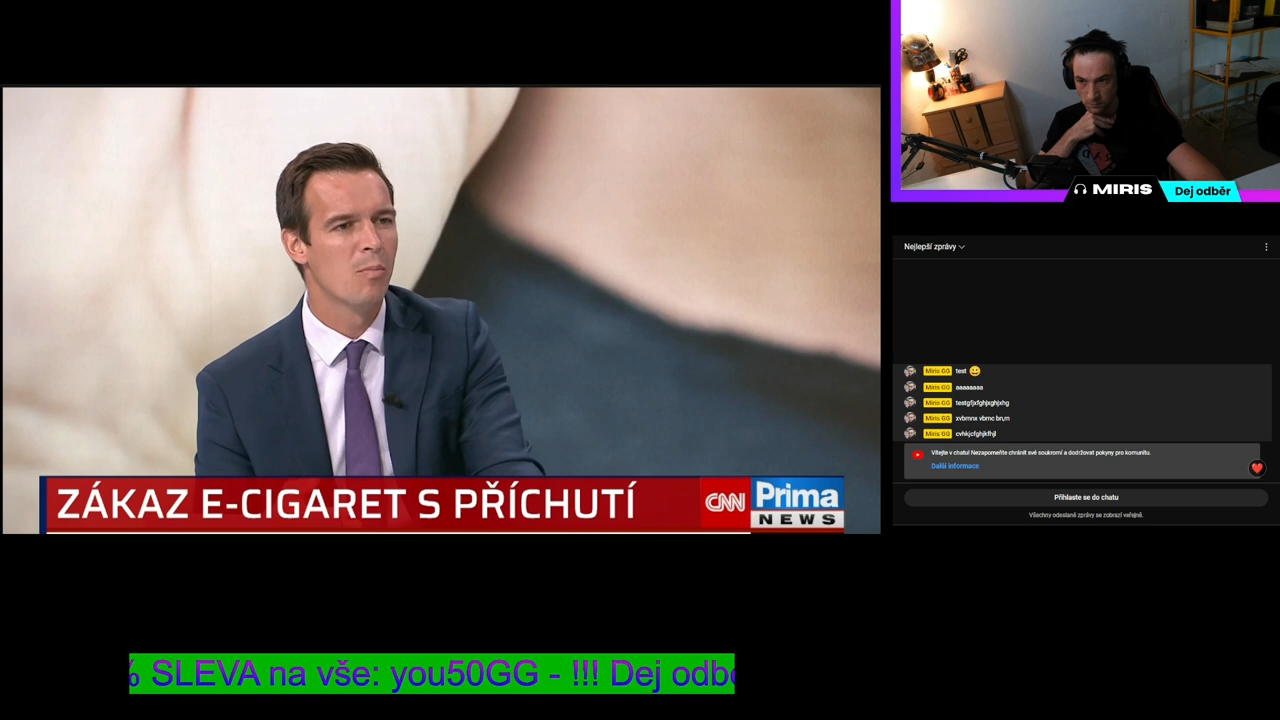 MIRIS
Dej odběr
Nejlepší zprávy
Miris GG test
Miris GG aaaaaaaa
Miris GG testgfjxfghjxghjxhg
Miris GG xvbmnx vbmc bn,m
Miris GG cvhkjcfghjkfhjl
Vítejte v chatu! Nezapomeňte chránit své soukromí a dodržovat pokyny pro komunitu.
Další informace
Přihlaste se do chatu
Všechny odeslané zprávy se zobrazí veřejně.
ZÁKAZ E-CIGARET S PŘÍCHUTÍ
CNN Prima
NEWS
% SLEVA na vše: you50GG - !!! Dej odbě